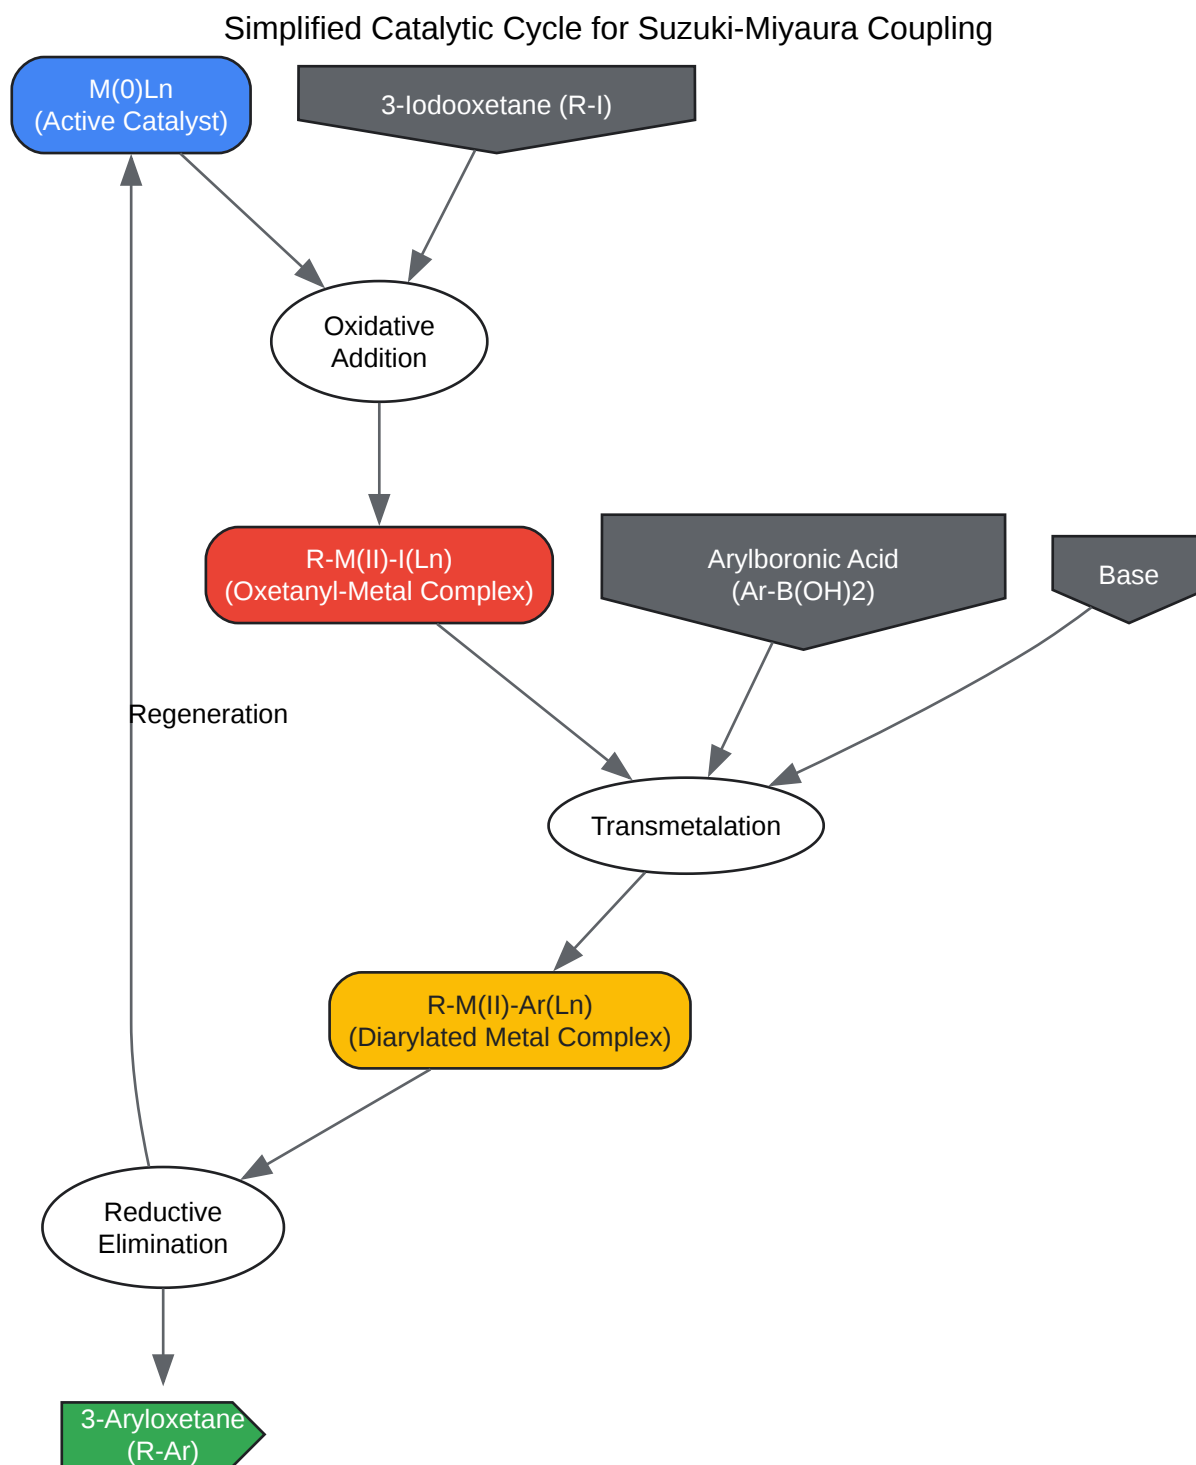 Simplified Catalytic Cycle for Suzuki-Miyaura Coupling
M(0)Ln
(Active Catalyst)
3-Iodooxetane (R-I)
Oxidative
Addition
R-M(II)-I(Ln)
(Oxetanyl-Metal Complex)
Arylboronic Acid
(Ar-B(OH)2)
Base
Regeneration
Transmetalation
R-M(II)-Ar(Ln)
(Diarylated Metal Complex)
Reductive
Elimination
3-Aryloxetane
(R-Ar)